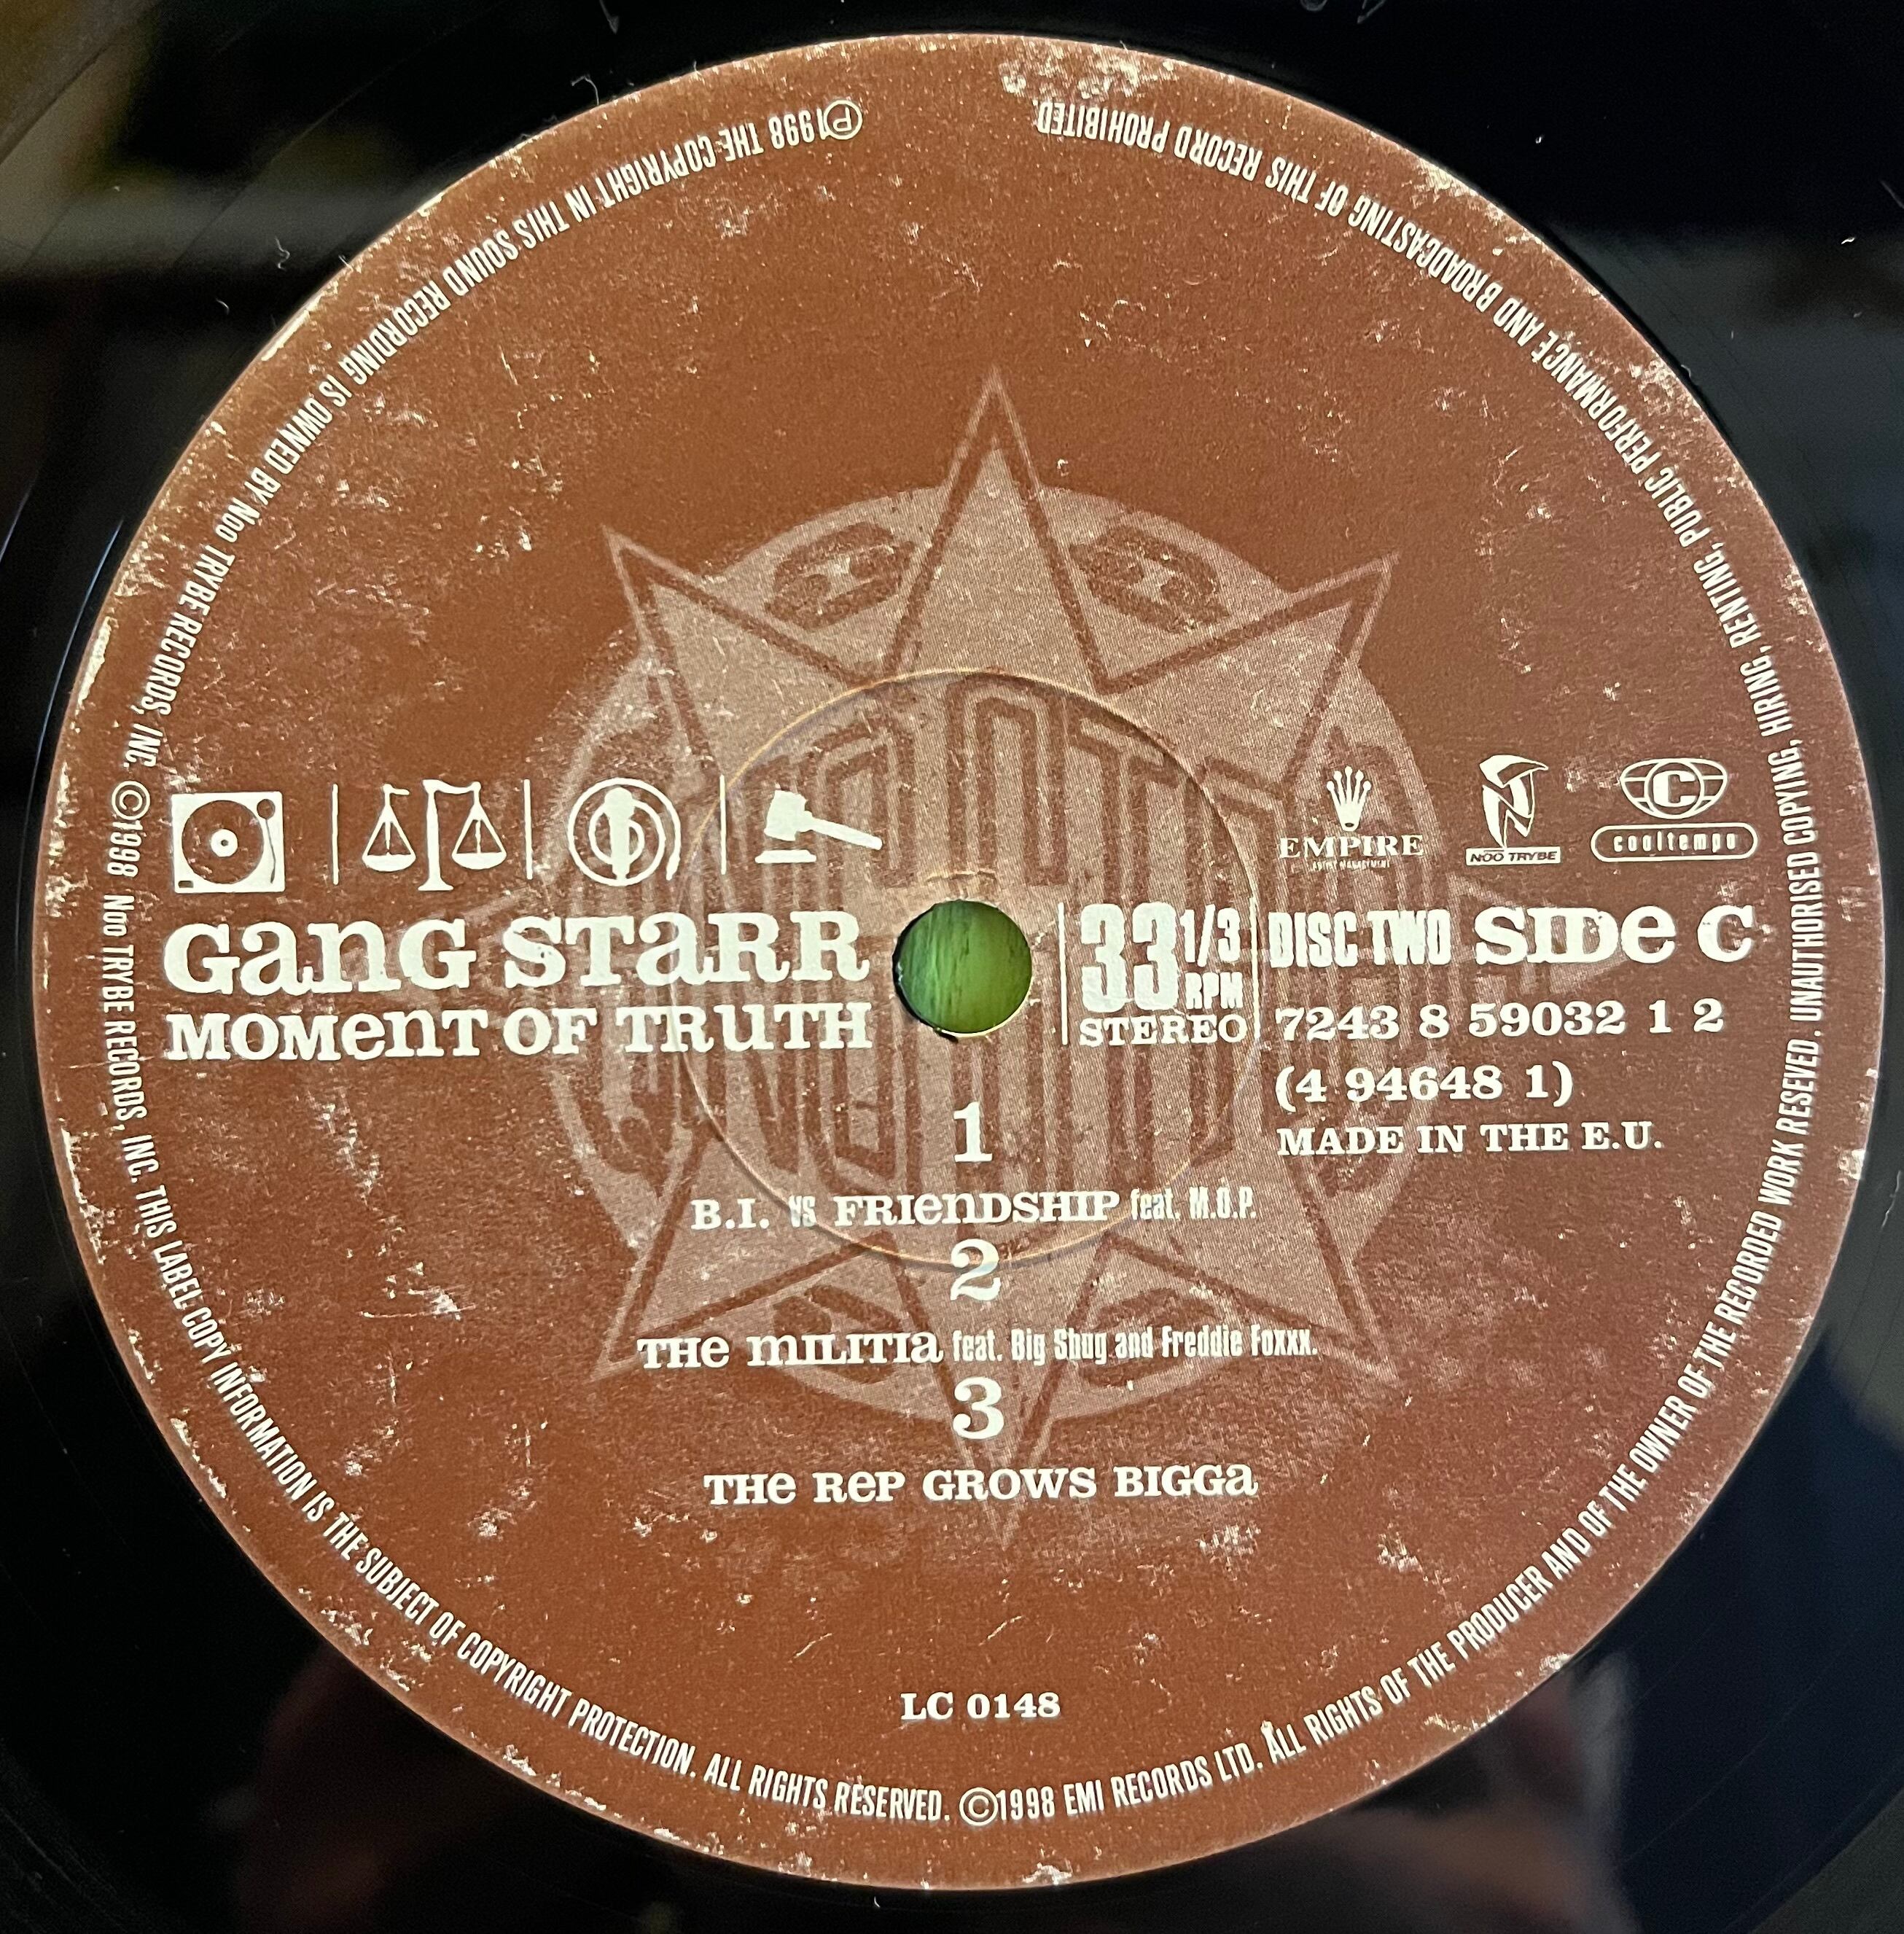 GANG STARR
MOMENT OF TRUTH
EMPIRE
ARTIST MANAGEMENT
NOO TRYBE
cooltempo
33 1/3
RPM
STEREO
DISC TWO SIDE C
7243 8 59032 1 2
(4 94648 1)
MADE IN THE E.U.
1
B.I. VS FRIENDSHIP feat. M.O.P.
2
THE MILITIA feat. Big Shug and Freddie Foxxx.
3
THE REP GROWS BIGGA
LC 0148
℗1998 THE COPYRIGHT IN THIS SOUND RECORDING IS OWNED BY NOO TRYBE RECORDS, INC. ©1998 NOO TRYBE RECORDS, INC. THIS LABEL COPY INFORMATION IS THE SUBJECT OF COPYRIGHT PROTECTION. ALL RIGHTS RESERVED. ©1998 EMI RECORDS LTD. ALL RIGHTS OF THE PRODUCER AND OF THE OWNER OF THE RECORDED WORK RESEVED. UNAUTHORISED COPYING, HIRING, RENTING, PUBLIC PERFORMANCE AND BROADCASTING OF THIS RECORD PROHIBITED